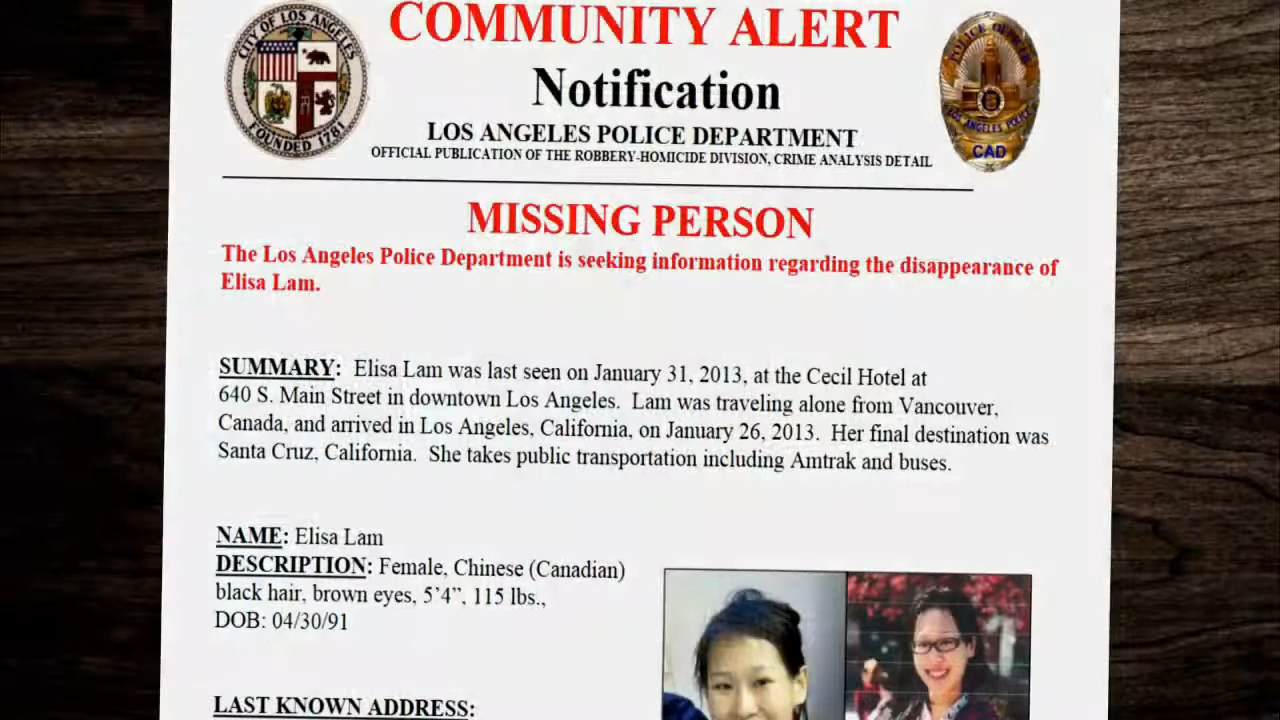 CITY OF LOS ANGELES
FOUNDED 1781
COMMUNITY ALERT
Notification
LOS ANGELES POLICE DEPARTMENT
OFFICIAL PUBLICATION OF THE ROBBERY-HOMICIDE DIVISION, CRIME ANALYSIS DETAIL
POLICE OFFICER
LOS ANGELES POLICE
CAD
MISSING PERSON
The Los Angeles Police Department is seeking information regarding the disappearance of
Elisa Lam.
SUMMARY: Elisa Lam was last seen on January 31, 2013, at the Cecil Hotel at
640 S. Main Street in downtown Los Angeles. Lam was traveling alone from Vancouver,
Canada, and arrived in Los Angeles, California, on January 26, 2013. Her final destination was
Santa Cruz, California. She takes public transportation including Amtrak and buses.
NAME: Elisa Lam
DESCRIPTION: Female, Chinese (Canadian)
black hair, brown eyes, 5’4”, 115 lbs.,
DOB: 04/30/91
LAST KNOWN ADDRESS: